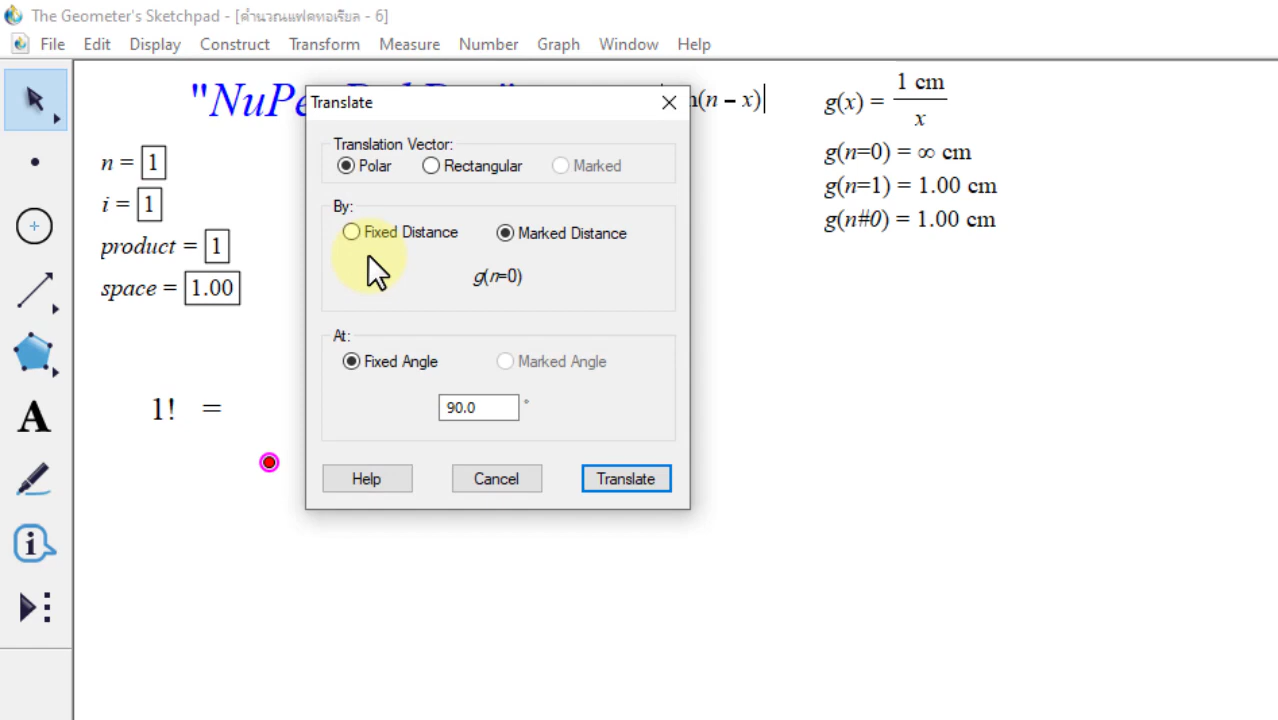 The Geometer's Sketchpad - [คำนวณแฟคทอเรียล - 6]
File Edit Display Construct Transform Measure Number Graph Window Help
"NuPe
n(n – x)
g(x) = 1 cm / x
g(n=0) = ∞ cm
g(n=1) = 1.00 cm
g(n#0) = 1.00 cm
n = 1
i = 1
product = 1
space = 1.00
1! =
Translate
Translation Vector:
Polar Rectangular Marked
By:
Fixed Distance Marked Distance
g(n=0)
At:
Fixed Angle Marked Angle
90.0 °
Help Cancel Translate
A
i